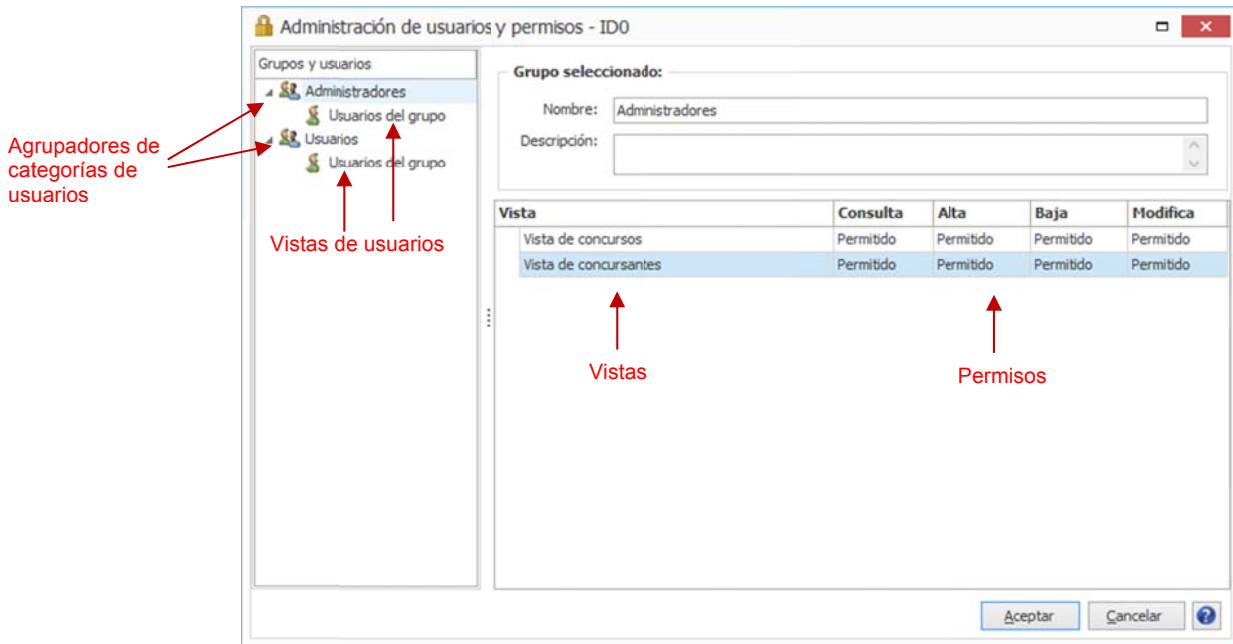 Administración de usuarios y permisos - ID0
Grupos y usuarios
Administradores
Usuarios del grupo
Usuarios
Usuarios del grupo
Agrupadores de
categorías de
usuarios
Vistas de usuarios
Grupo seleccionado:
Nombre: Administradores
Descripción:
Vista Consulta Alta Baja Modifica
Vista de concursos Permitido Permitido Permitido Permitido
Vista de concursantes Permitido Permitido Permitido Permitido
Vistas
Permisos
Aceptar Cancelar ?